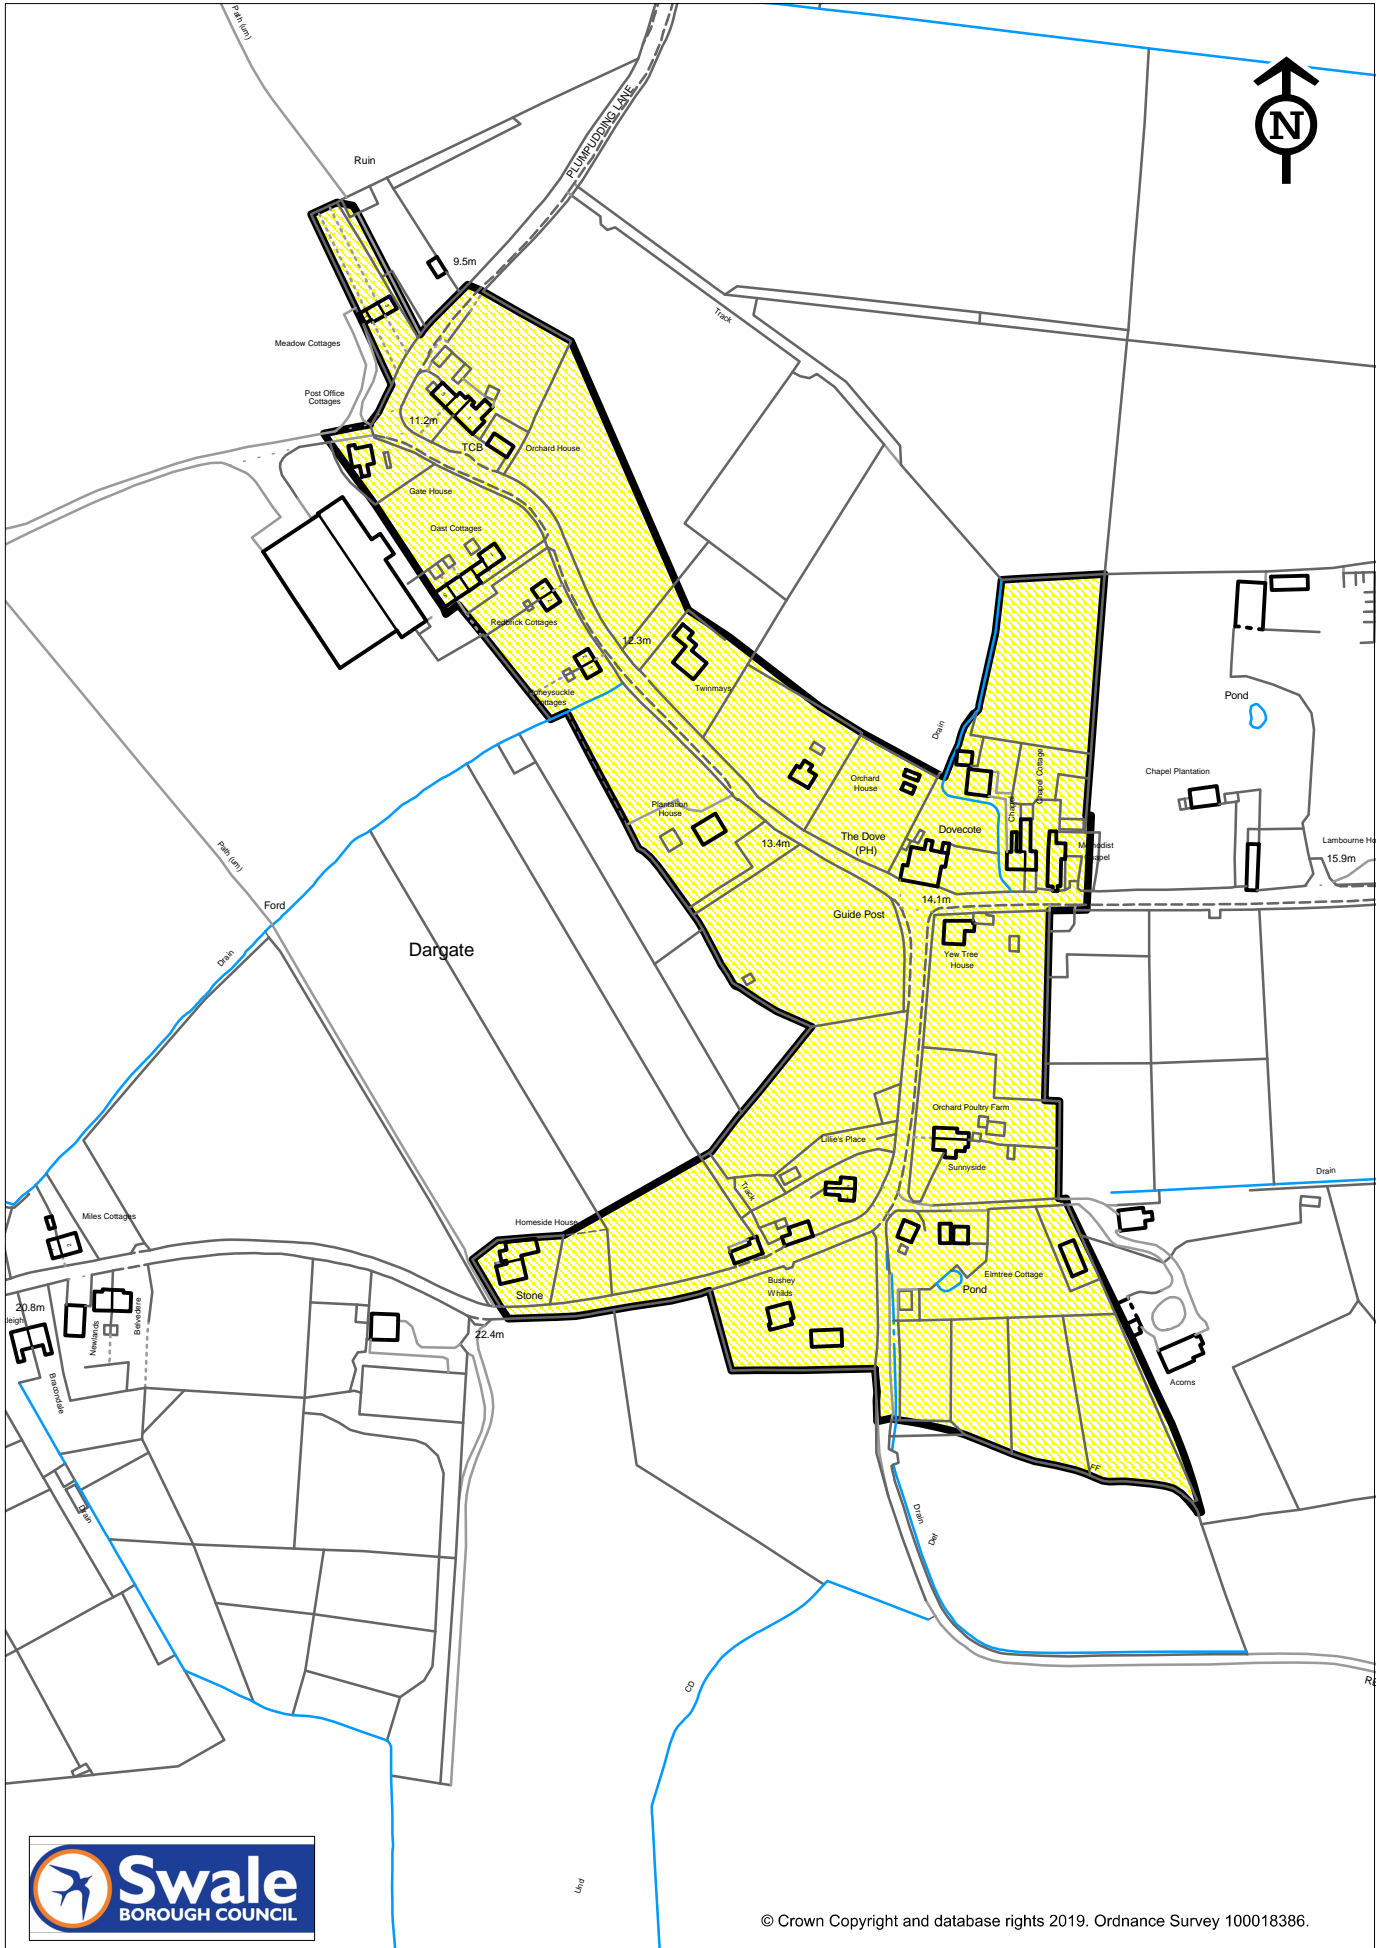 Path (um)
N
PLUMPUDDING LANE
Ruin
9.5m
Track
Meadow Cottages
Post Office
Cottages
11.2m
TCB
Orchard House
Gate House
Oast Cottages
Redbrick Cottages
12.3m
Twinmays
Cottages
Pond
Drain
Chapel Plantation
Chapel Cottage
Chapel
Orchard
House
Plantation
House
The Dove
(PH)
Dovecote
13.4m
Methodist
Lambourne
15.9m
Path (um)
Ford
14.1m
Guide Post
Yew Tree
House
Dargate
Drain
Orchard Poultry Farm
Lillie's Place
Sunnyside
Drain
Track
Miles Cottages
Homeside House
Elmtree Cottage
Pond
Bushey
Whilds
Stone
20.8m
Newlands
Belvedere
22.4m
Bracondale
Acorns
FF
Drain
Drain
Def
CD
Und
Swale
BOROUGH COUNCIL
© Crown Copyright and database rights 2019. Ordnance Survey 100018386.